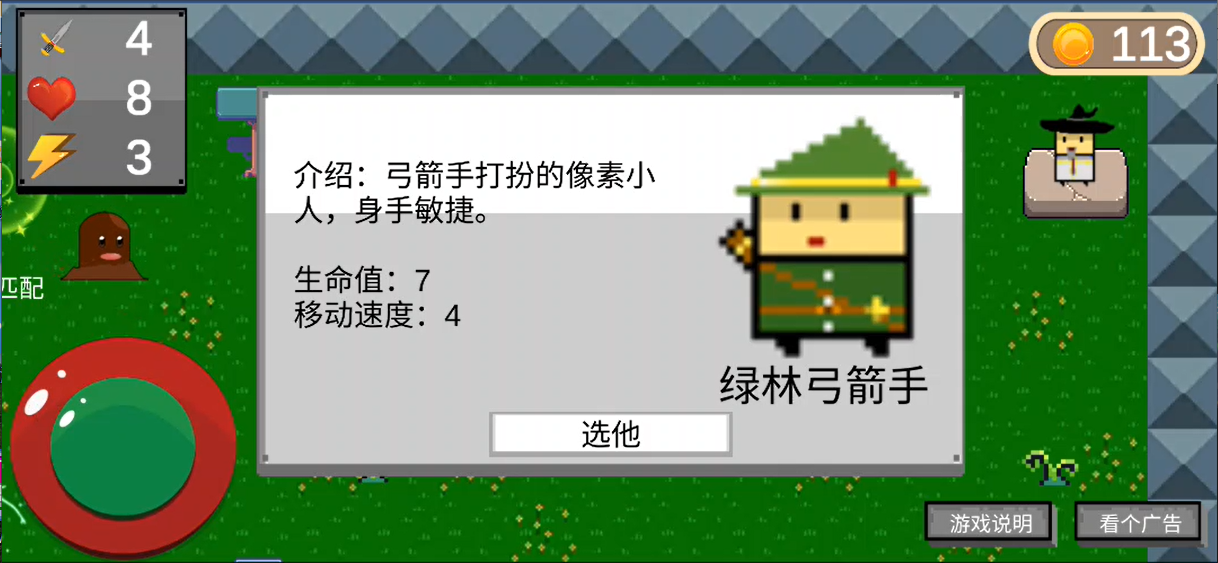 4
8
3
113
匹配
介绍：弓箭手打扮的像素小
人，身手敏捷。
生命值：7
移动速度：4
绿林弓箭手
选他
游戏说明
看个广告